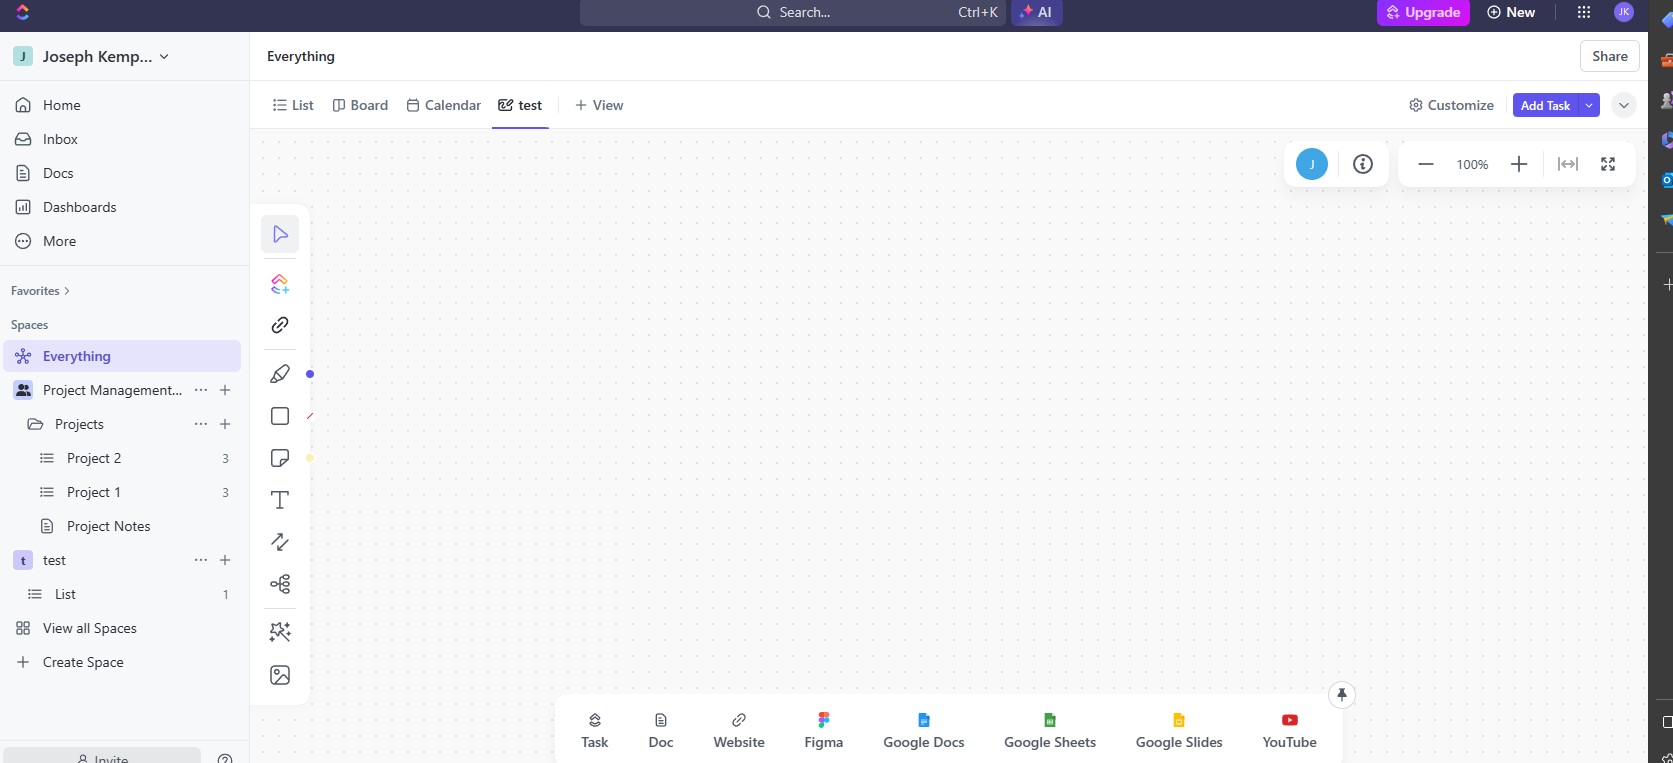 Search...
Ctrl+K
AI
Upgrade
New
JK
J
Joseph Kemp...
Everything
Share
Home
Inbox
Docs
Dashboards
More
List
Board
Calendar
test
View
Customize
Add Task
J
100%
Favorites
Spaces
Everything
Project Management...
Projects
Project 2
3
Project 1
3
Project Notes
t
test
List
1
View all Spaces
Create Space
Invite
Task
Doc
Website
Figma
Google Docs
Google Sheets
Google Slides
YouTube